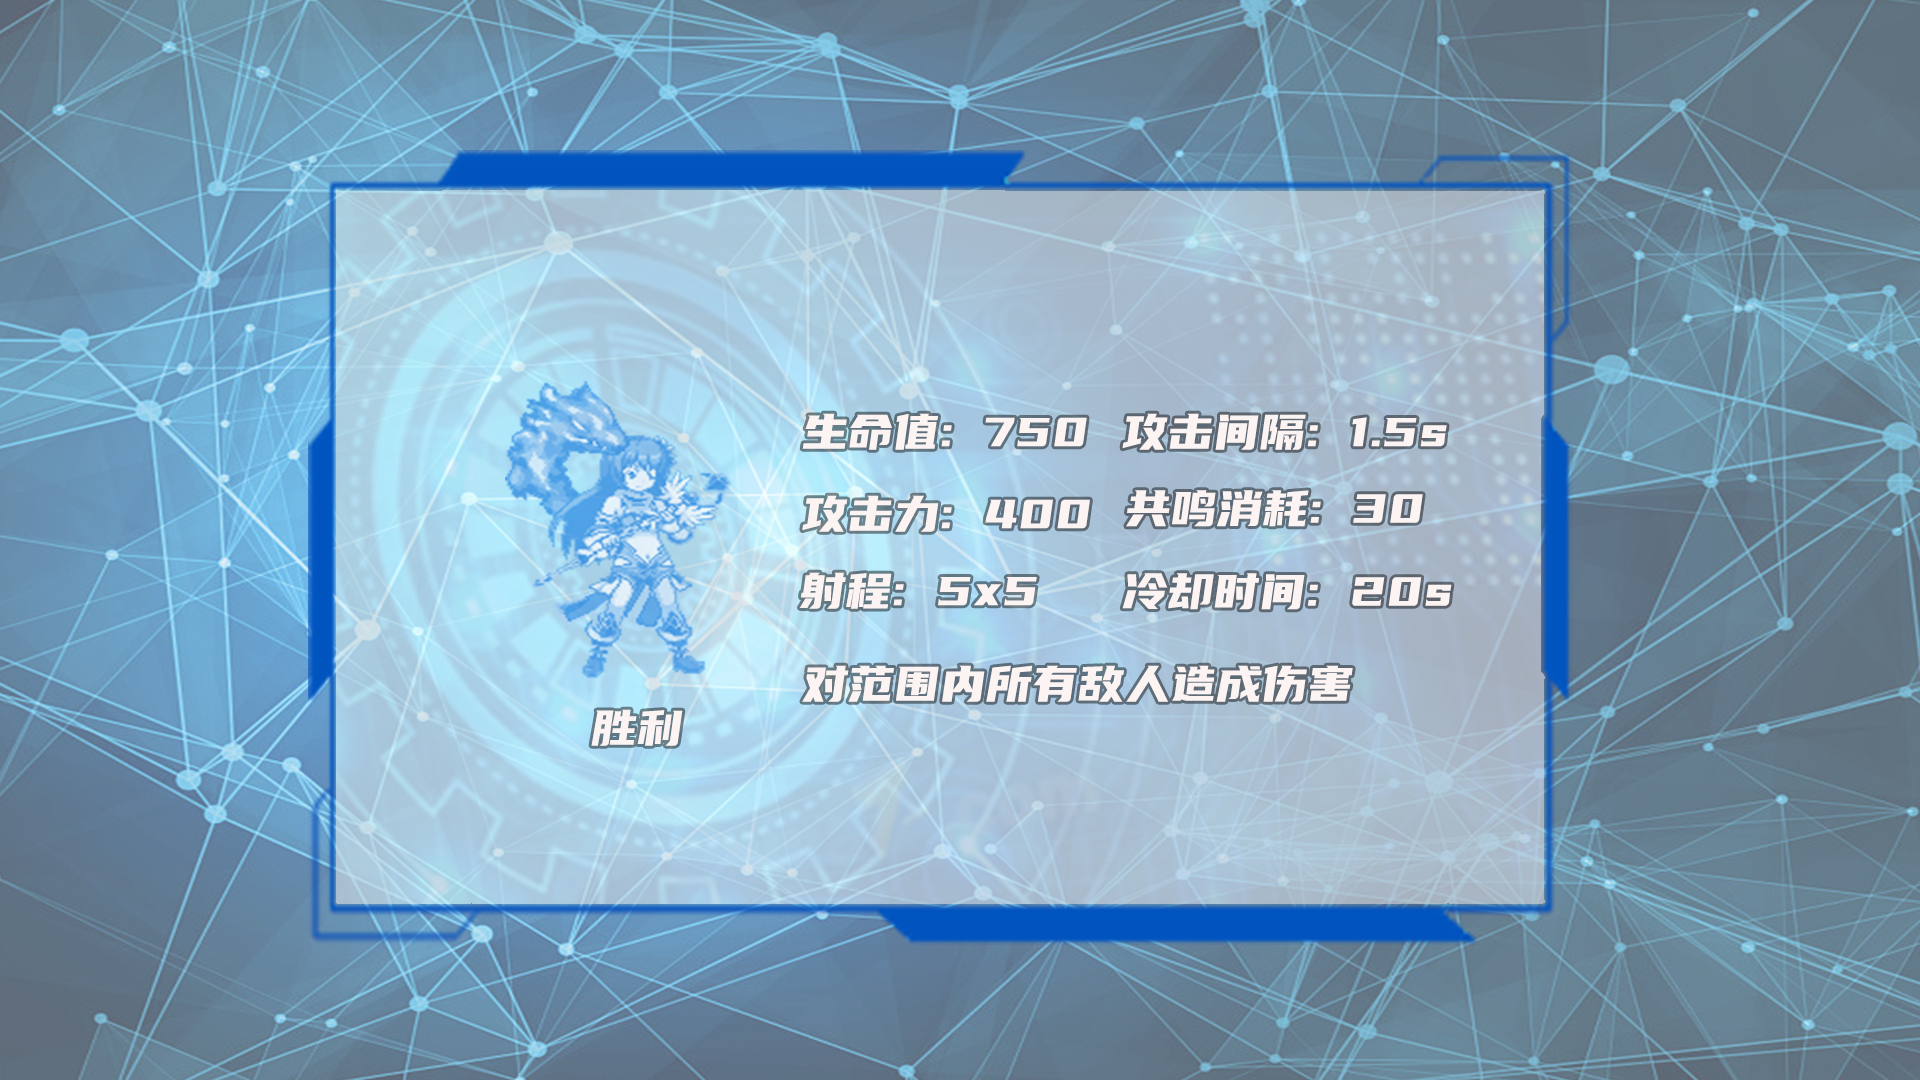 生命值: 750 攻击间隔: 1.5s
攻击力: 400 共鸣消耗: 30
射程: 5x5 冷却时间: 20s
对范围内所有敌人造成伤害
胜利